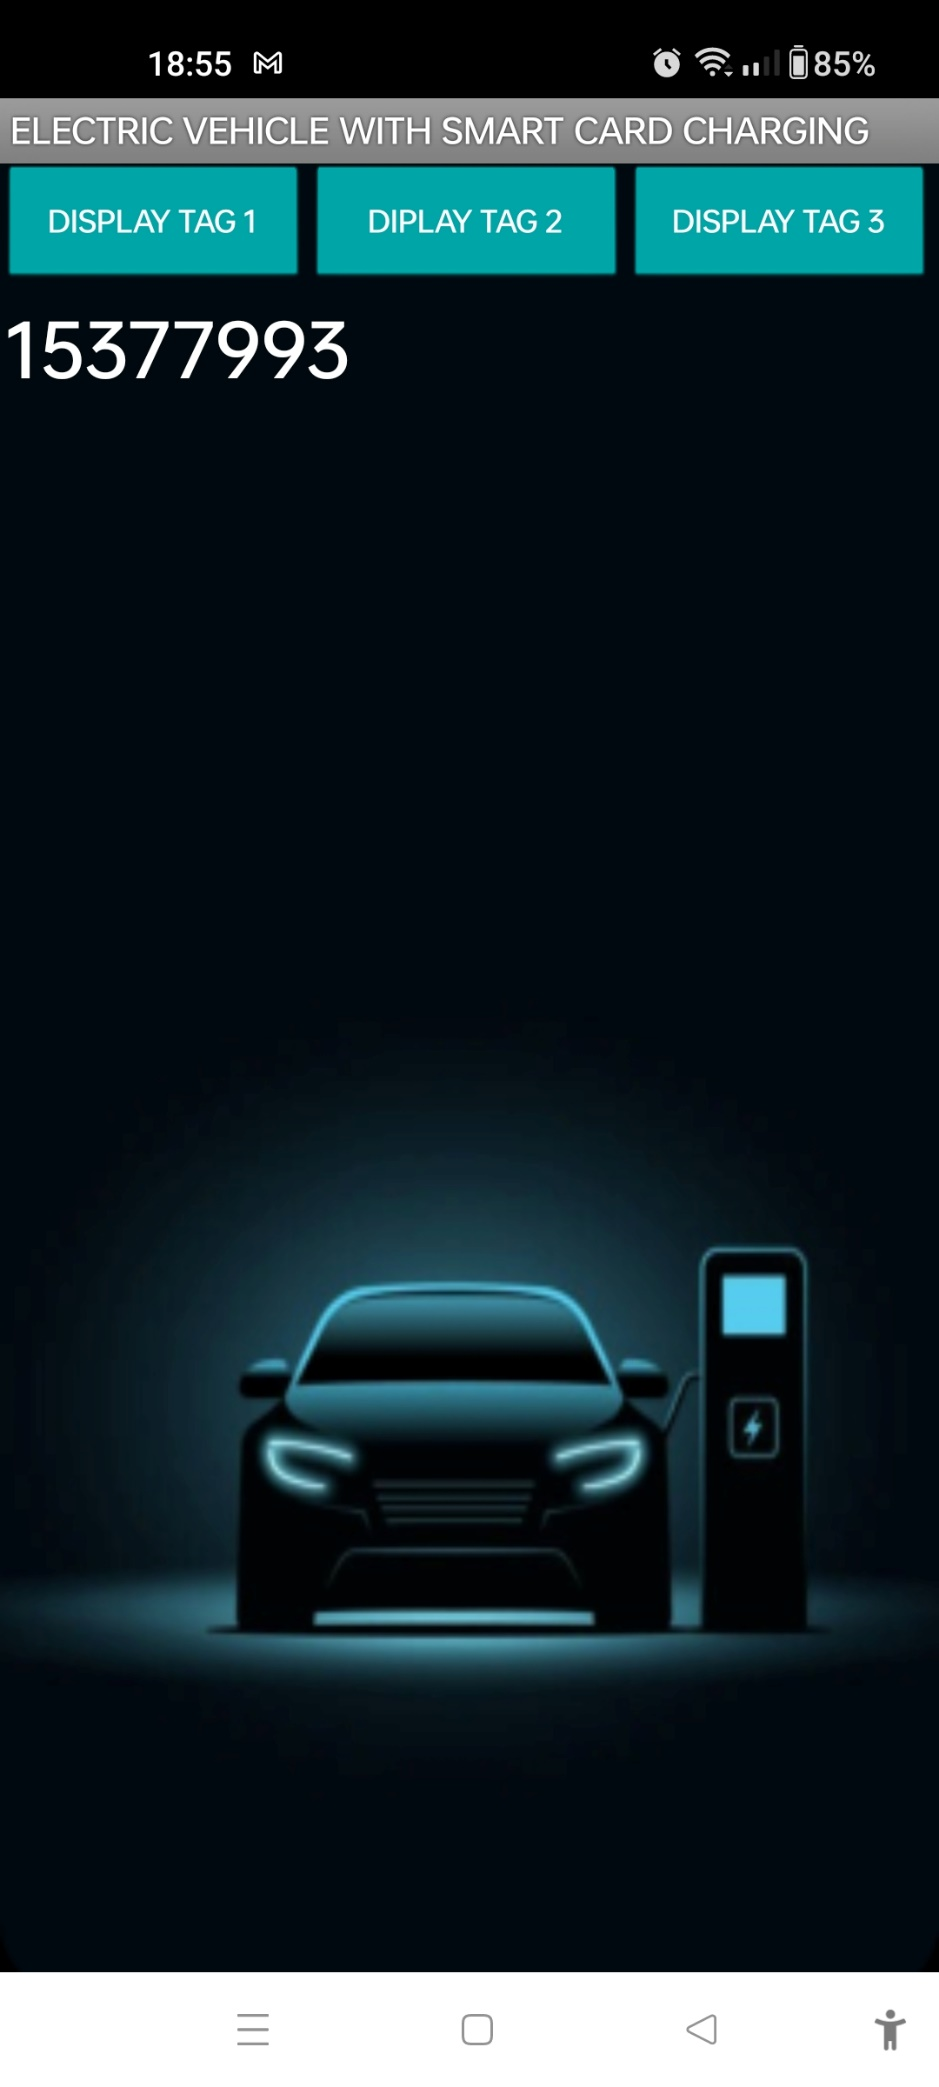 18:55 M 85%
ELECTRIC VEHICLE WITH SMART CARD CHARGING
DISPLAY TAG 1 DIPLAY TAG 2 DISPLAY TAG 3
15377993